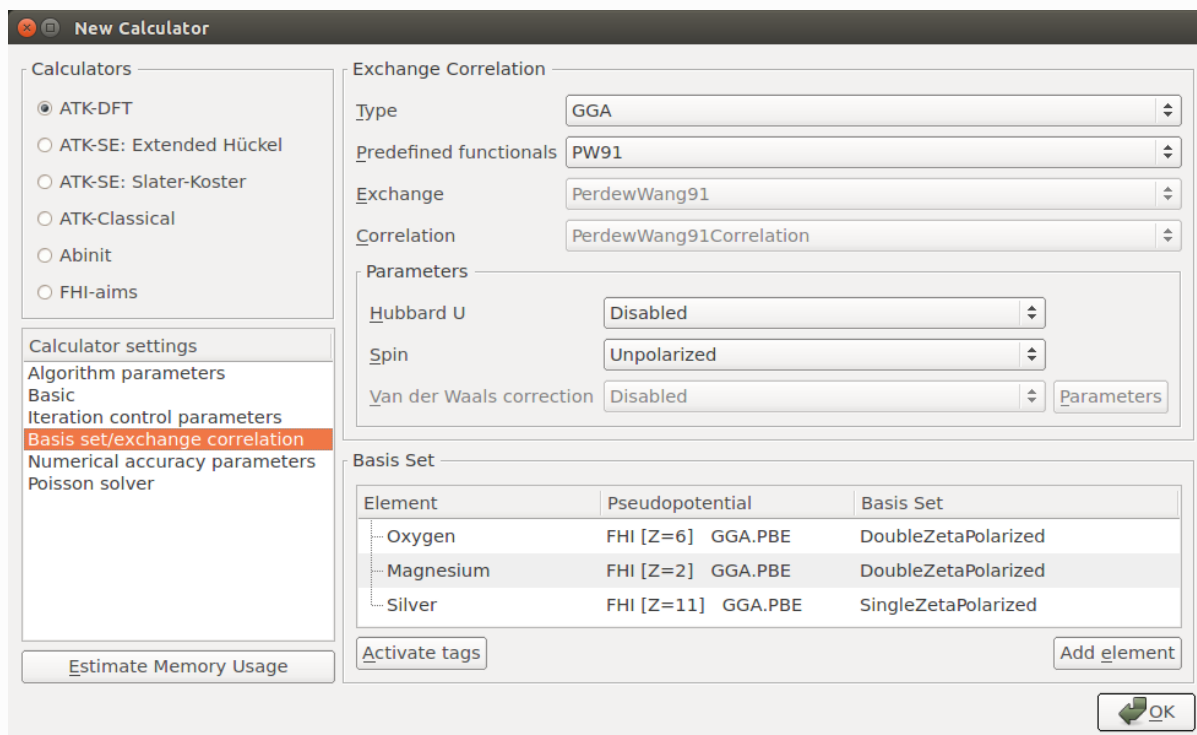 New Calculator
Calculators
ATK-DFT
ATK-SE: Extended Hückel
ATK-SE: Slater-Koster
ATK-Classical
Abinit
FHI-aims
Calculator settings
Algorithm parameters
Basic
Iteration control parameters
Basis set/exchange correlation
Numerical accuracy parameters
Poisson solver
Estimate Memory Usage
Exchange Correlation
Type GGA
Predefined functionals PW91
Exchange PerdewWang91
Correlation PerdewWang91Correlation
Parameters
Hubbard U Disabled
Spin Unpolarized
Van der Waals correction Disabled Parameters
Basis Set
Element Pseudopotential Basis Set
Oxygen FHI [Z=6] GGA.PBE DoubleZetaPolarized
Magnesium FHI [Z=2] GGA.PBE DoubleZetaPolarized
Silver FHI [Z=11] GGA.PBE SingleZetaPolarized
Activate tags Add element
OK